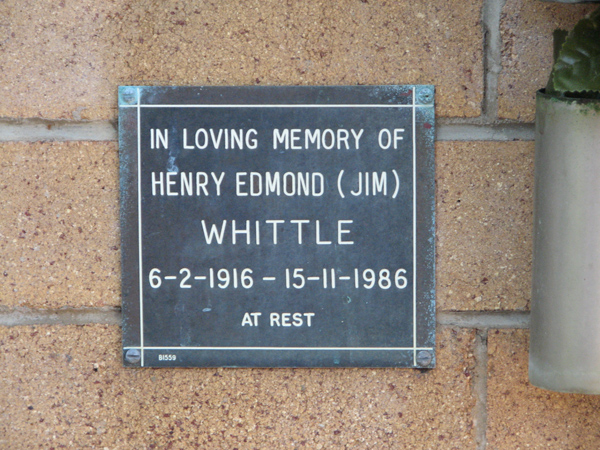 IN LOVING MEMORY OF
HENRY EDMOND (JIM)
WHITTLE
6-2-1916 - 15-11-1986
AT REST
B1559